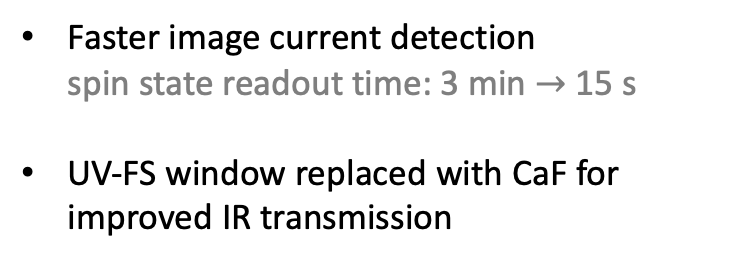 • Faster image current detection
spin state readout time: 3 min → 15 s
• UV-FS window replaced with CaF for
improved IR transmission